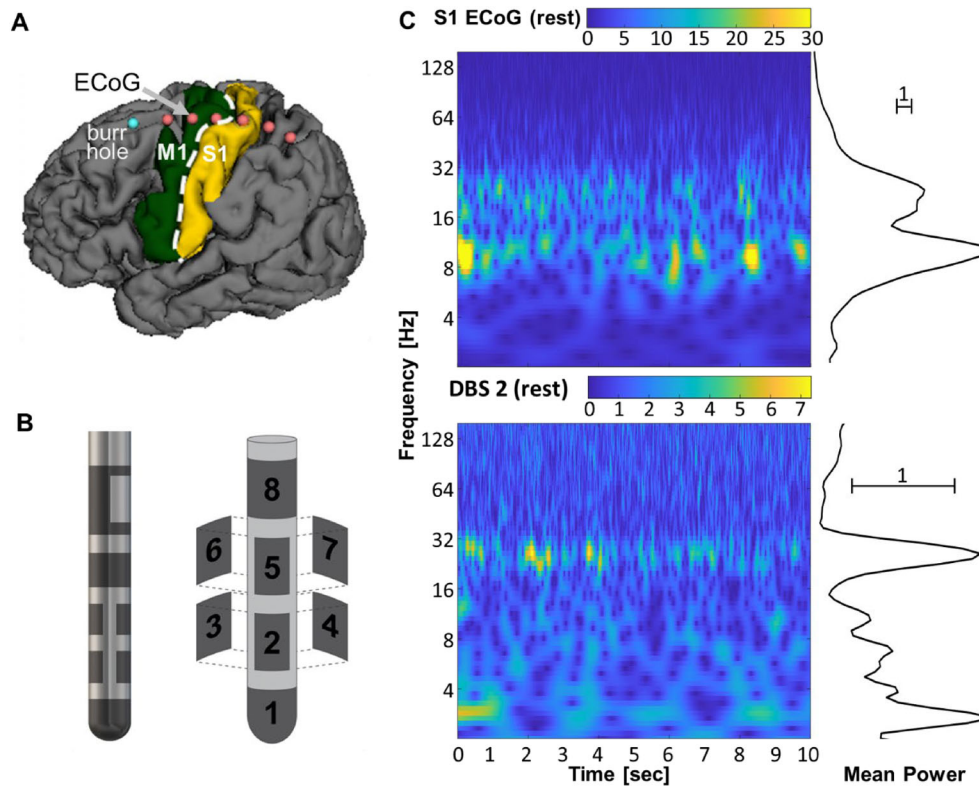 A
ECoG
burr
hole
M1
S1
B
8
6
5
7
3
2
4
1
C
S1 ECoG (rest)
0 5 10 15 20 25 30
128
64
32
16
8
4
1
Frequency [Hz]
DBS 2 (rest)
0 1 2 3 4 5 6 7
128
64
32
16
8
4
1
0 1 2 3 4 5 6 7 8 9 10
Time [sec]
Mean Power